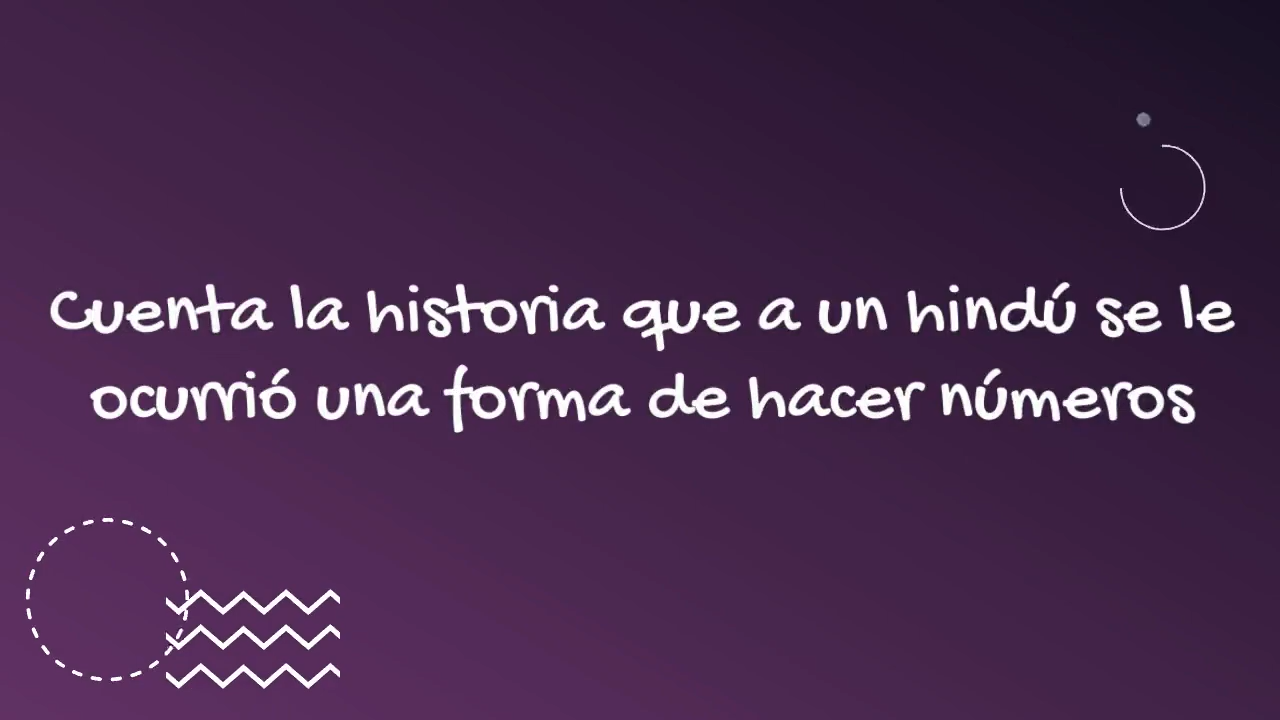 Cuenta la historia que a un hindú se le
ocurrió una forma de hacer números